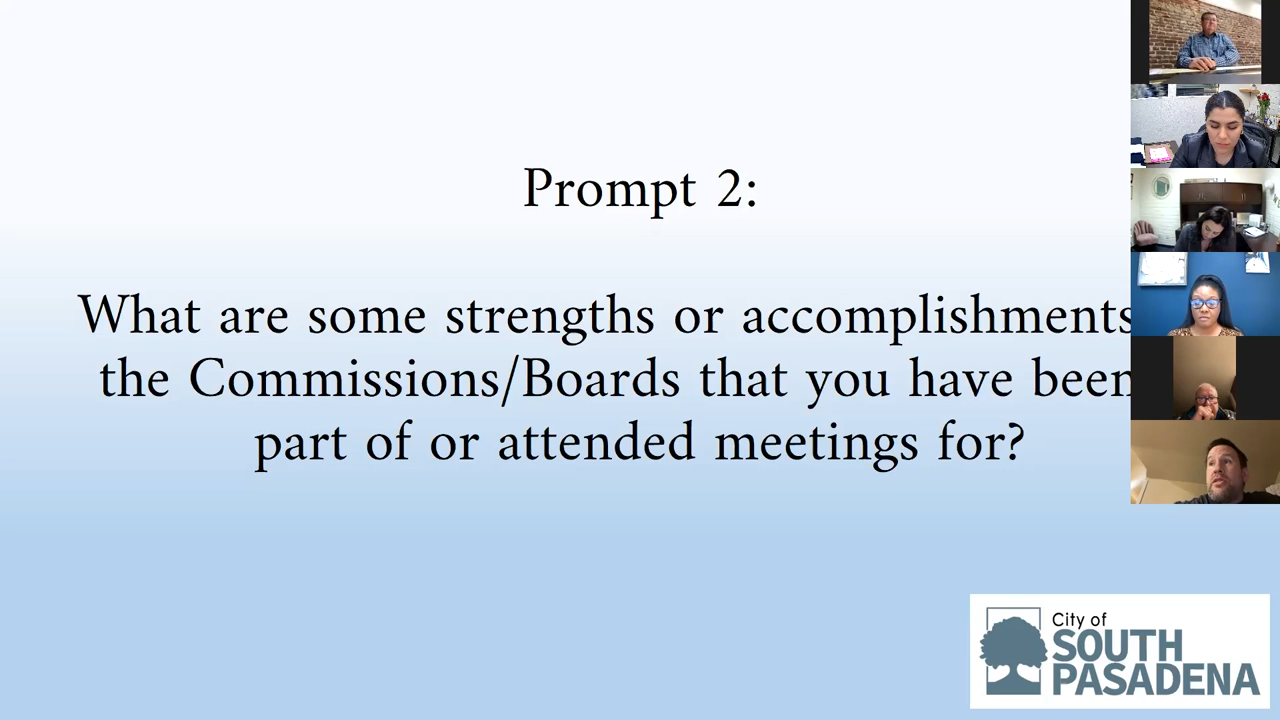 Prompt 2:
What are some strengths or accomplishments
the Commissions/Boards that you have been
part of or attended meetings for?
City of
SOUTH
PASADENA